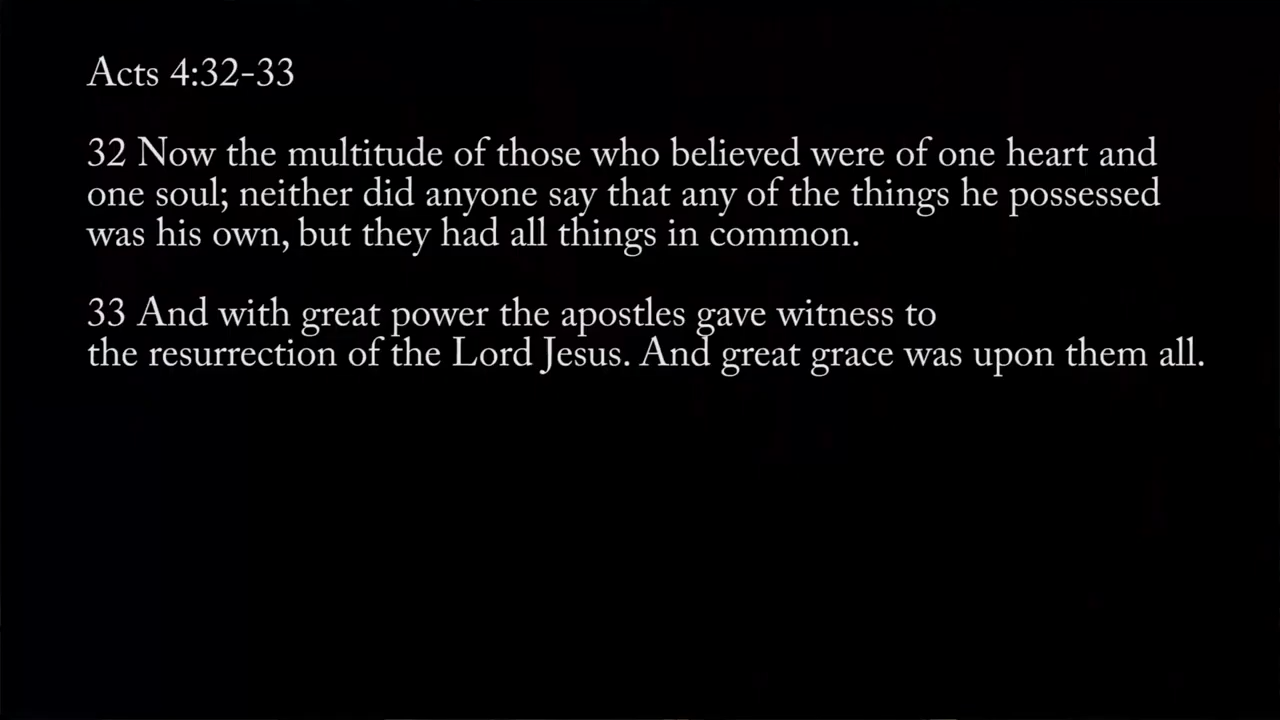 Acts 4:32-33
32 Now the multitude of those who believed were of one heart and
one soul; neither did anyone say that any of the things he possessed
was his own, but they had all things in common.
33 And with great power the apostles gave witness to
the resurrection of the Lord Jesus. And great grace was upon them all.